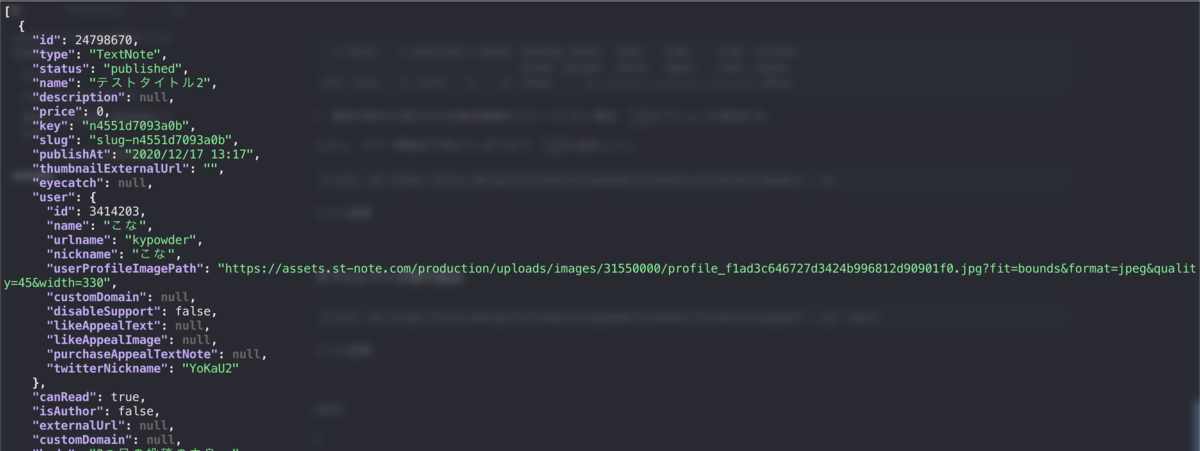 [
  {
    "id": 24798670,
    "type": "TextNote",
    "status": "published",
    "name": "テストタイトル2",
    "description": null,
    "price": 0,
    "key": "n4551d7093a0b",
    "slug": "slug-n4551d7093a0b",
    "publishAt": "2020/12/17 13:17",
    "thumbnailExternalUrl": "",
    "eyecatch": null,
    "user": {
      "id": 3414203,
      "name": "こな",
      "urlname": "kypowder",
      "nickname": "こな",
      "userProfileImagePath": "https://assets.st-note.com/production/uploads/images/31550000/profile_f1ad3c646727d3424b996812d90901f0.jpg?fit=bounds&format=jpeg&qualit
y=45&width=330",
      "customDomain": null,
      "disableSupport": false,
      "likeAppealText": null,
      "likeAppealImage": null,
      "purchaseAppealTextNote": null,
      "twitterNickname": "YoKaU2"
    },
    "canRead": true,
    "isAuthor": false,
    "externalUrl": null,
    "customDomain": null,